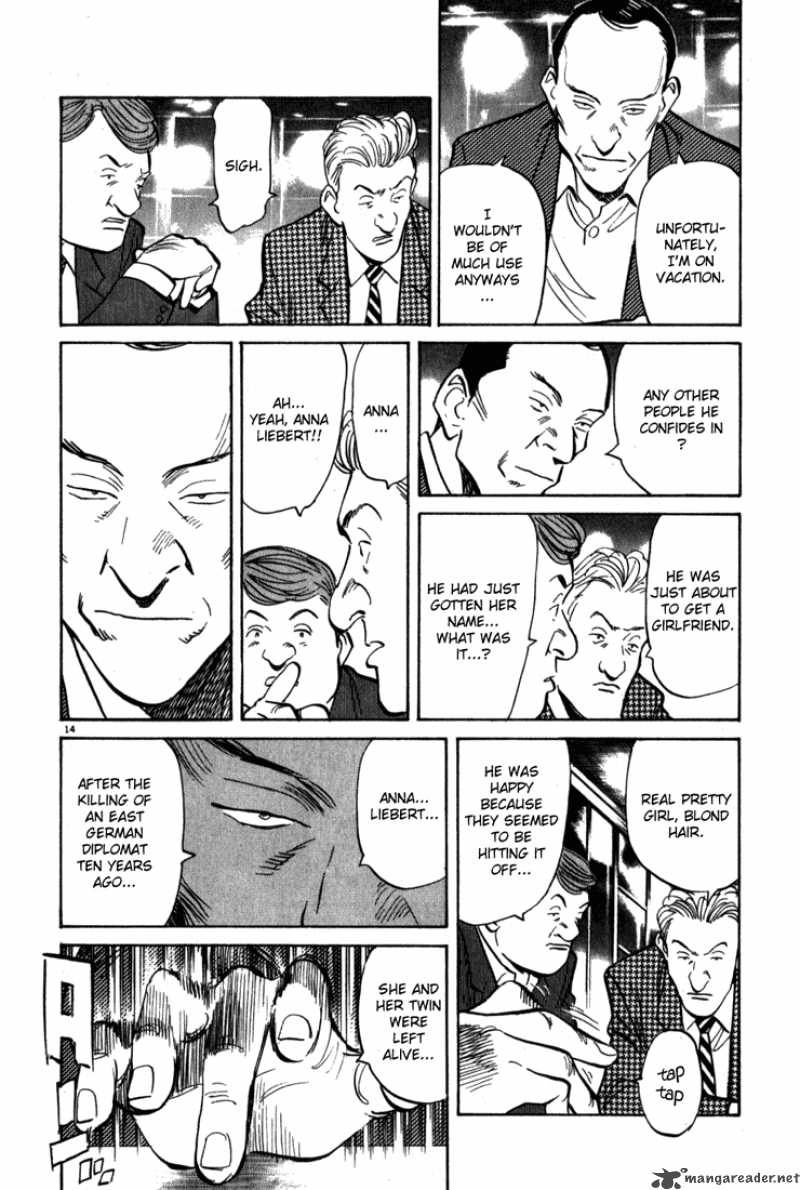 UNFORTU-
NATELY,
I'M ON
VACATION.
I
WOULDN'T
BE OF
MUCH USE
ANYWAYS
...
SIGH.
ANY OTHER
PEOPLE HE
CONFIDES IN
?
HE WAS
JUST ABOUT
TO GET A
GIRLFRIEND.
HE HAD JUST
GOTTEN HER
NAME...
WHAT WAS
IT...?
ANNA
...
AH...
YEAH, ANNA
LIEBERT!!
14
REAL PRETTY
GIRL, BLOND
HAIR.
HE WAS
HAPPY
BECAUSE
THEY SEEMED
TO BE
HITTING IT
OFF...
tap
tap
ANNA...
LIEBERT...
AFTER THE
KILLING OF
AN EAST
GERMAN
DIPLOMAT
TEN YEARS
AGO...
SHE AND
HER TWIN
WERE
LEFT
ALIVE...
mangareader.net